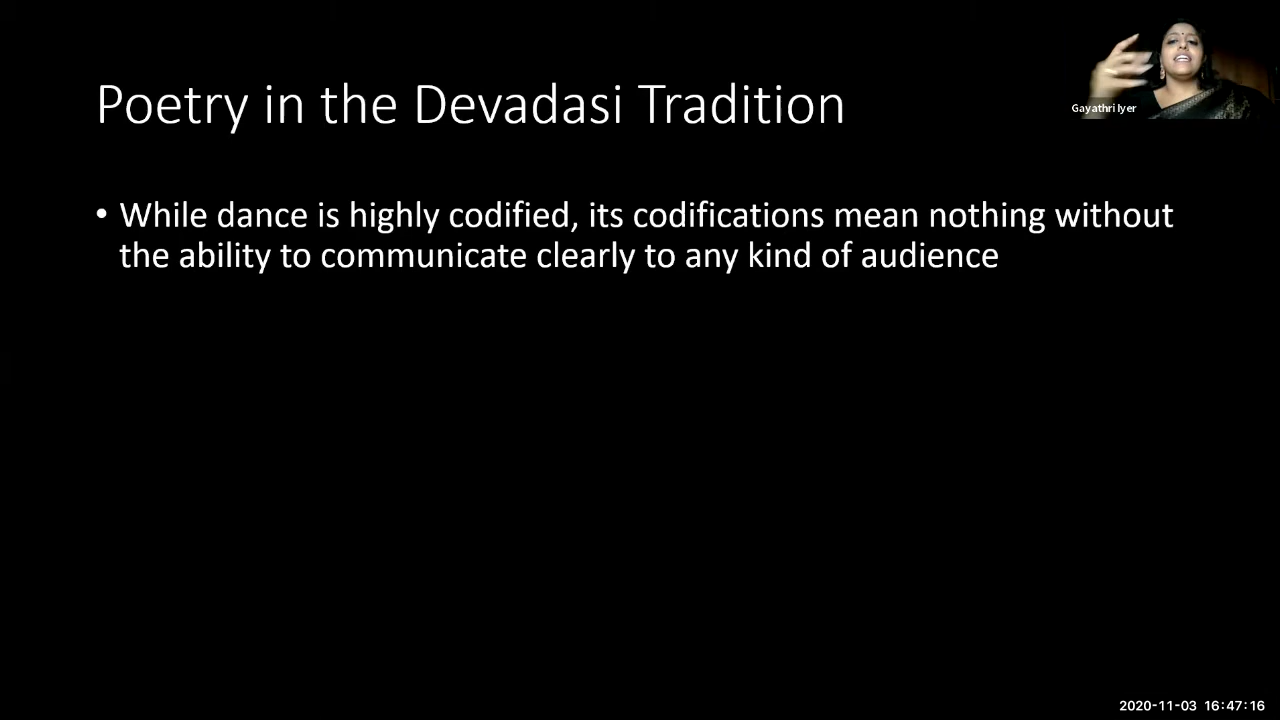 Poetry in the Devadasi Tradition
Gayathri Iyer
• While dance is highly codified, its codifications mean nothing without
the ability to communicate clearly to any kind of audience
2020-11-03 16:47:16